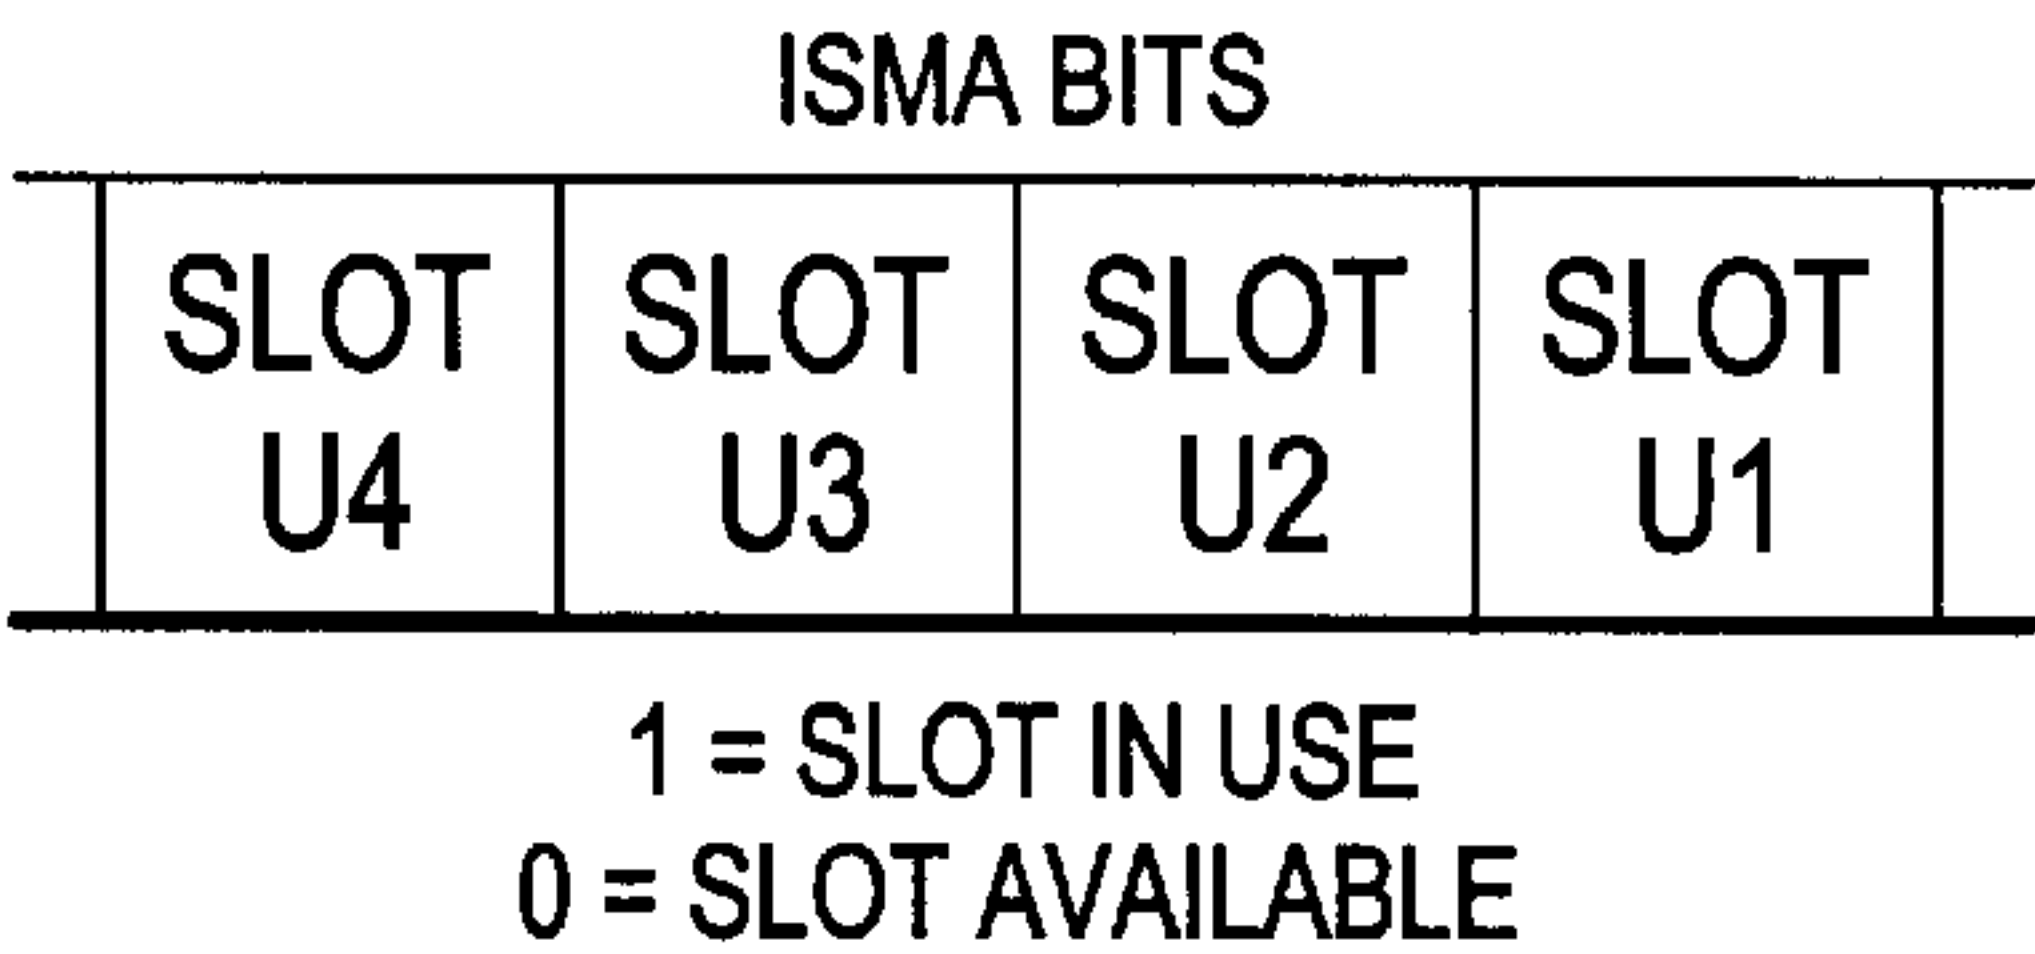 ISMA BITS
SLOT U4
SLOT U3
SLOT U2
SLOT U1
1 = SLOT IN USE
0 = SLOT AVAILABLE